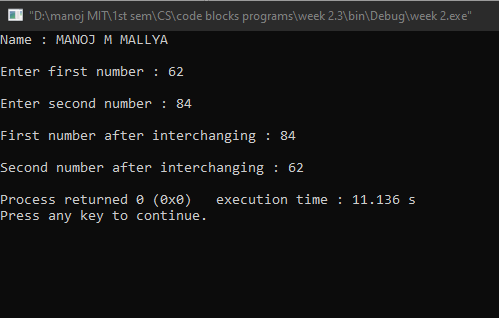 "D:\manoj MIT\1st sem\CS\code blocks programs\week 2.3\bin\Debug\week 2.exe"
Name : MANOJ M MALLYA
Enter first number : 62
Enter second number : 84
First number after interchanging : 84
Second number after interchanging : 62
Process returned 0 (0x0)   execution time : 11.136 s
Press any key to continue.